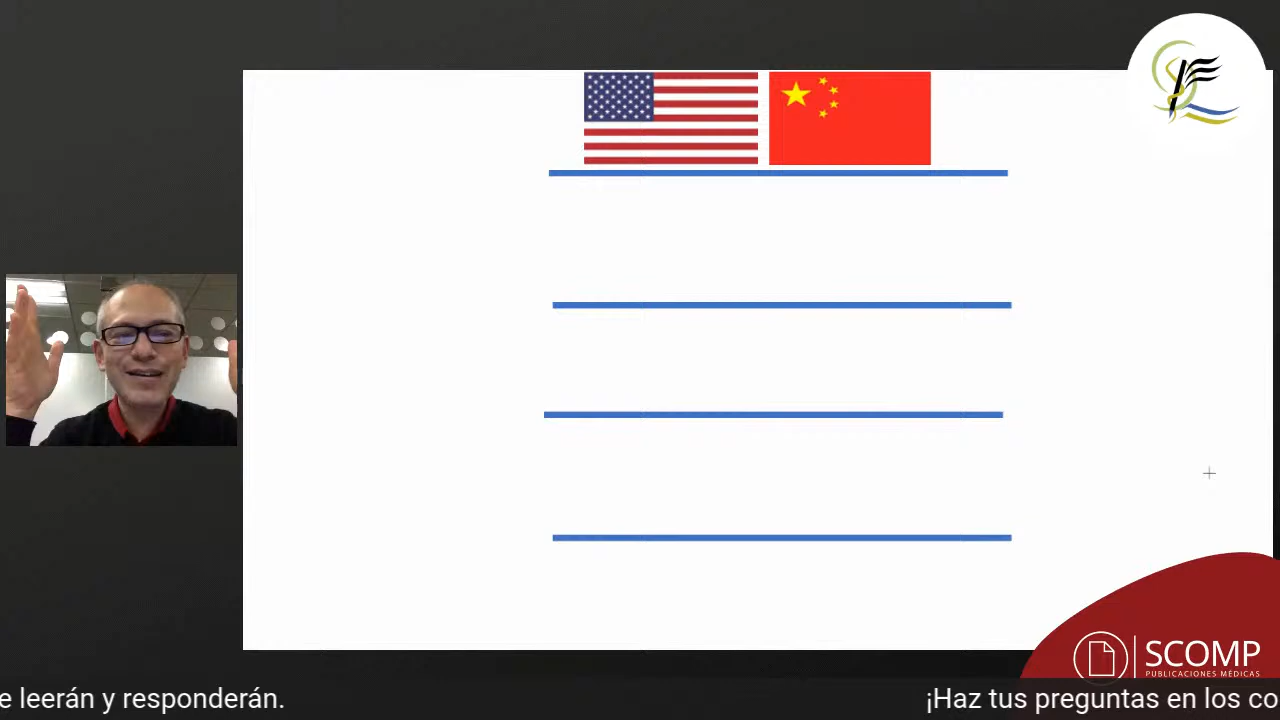 SCOMP
PUBLICACIONES MÉDICAS
e leerán y responderán.
¡Haz tus preguntas en los co